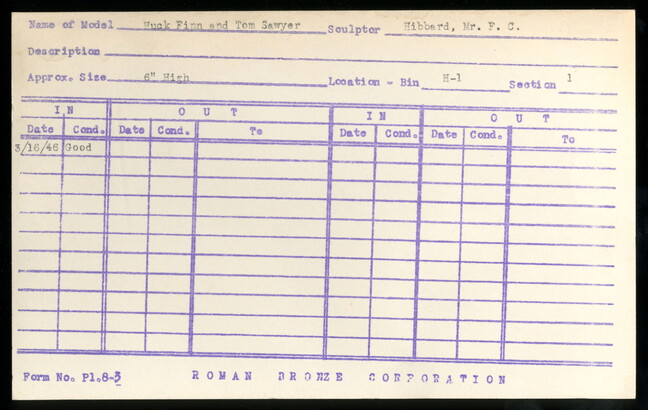 Name of Model Huck Finn and Tom Sawyer Sculptor Hibbard, Mr. F. C.
Description
Approx. Size 6" High Location - Bin H-1 Section 1
IN OUT IN OUT
Date Cond. Date Cond. To Date Cond. Date Cond. To
3/16/46 Good
Form No. Pl.8-3 ROMAN BRONZE CORPORATION